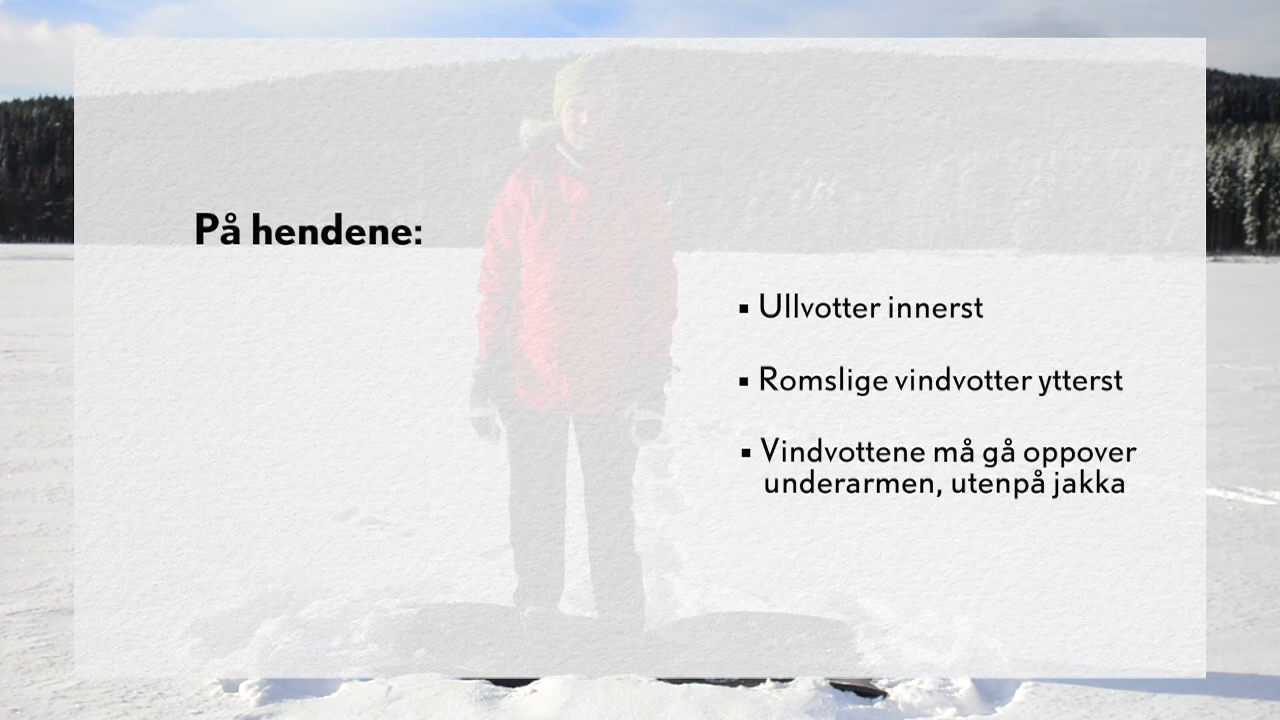 På hendene:
▪ Ullvotter innerst
▪ Romslige vindvotter ytterst
▪ Vindvottene må gå oppover
underarmen, utenpå jakka